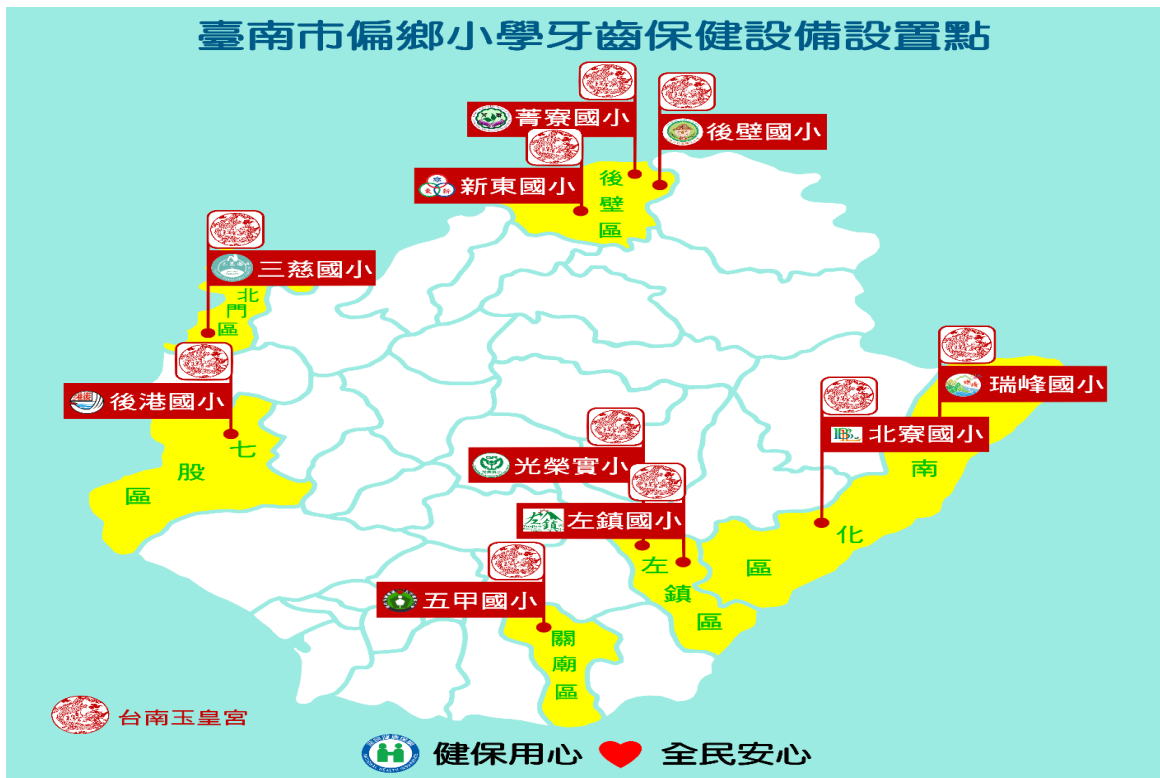 臺南市偏鄉小學牙齒保健設備設置點
菁寮國小
後壁國小
新東國小
後壁區
三慈國小
北門區
後港國小
七股區
瑞峰國小
北寮國小
南化區
光榮實小
左鎮國小
左鎮區
五甲國小
關廟區
台南玉皇宮
健保用心 全民安心